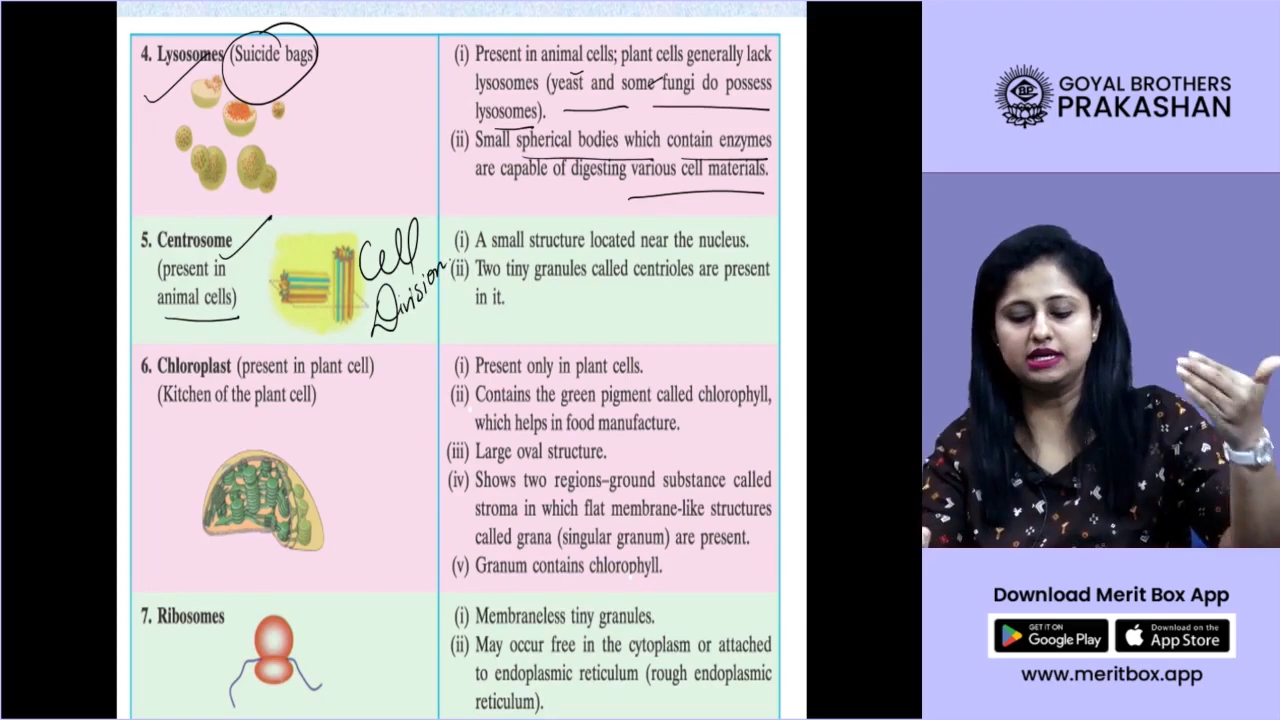 4. Lysosomes (Suicide bags)
(i) Present in animal cells; plant cells generally lack
lysosomes (yeast and some fungi do possess
lysosomes).
(ii) Small spherical bodies which contain enzymes
are capable of digesting various cell materials.
5. Centrosome
(present in
animal cells)
Cell
Division
(i) A small structure located near the nucleus.
(ii) Two tiny granules called centrioles are present
in it.
6. Chloroplast (present in plant cell)
(Kitchen of the plant cell)
(i) Present only in plant cells.
(ii) Contains the green pigment called chlorophyll,
which helps in food manufacture.
(iii) Large oval structure.
(iv) Shows two regions–ground substance called
stroma in which flat membrane-like structures
called grana (singular granum) are present.
(v) Granum contains chlorophyll.
7. Ribosomes
(i) Membraneless tiny granules.
(ii) May occur free in the cytoplasm or attached
to endoplasmic reticulum (rough endoplasmic
reticulum).
GBP
GOYAL BROTHERS
PRAKASHAN
Download Merit Box App
GET IT ON
Google Play
Download on the
App Store
www.meritbox.app